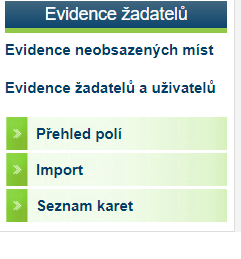 Evidence žadatelů
Evidence neobsazených míst
Evidence žadatelů a uživatelů
Přehled polí
Import
Seznam karet